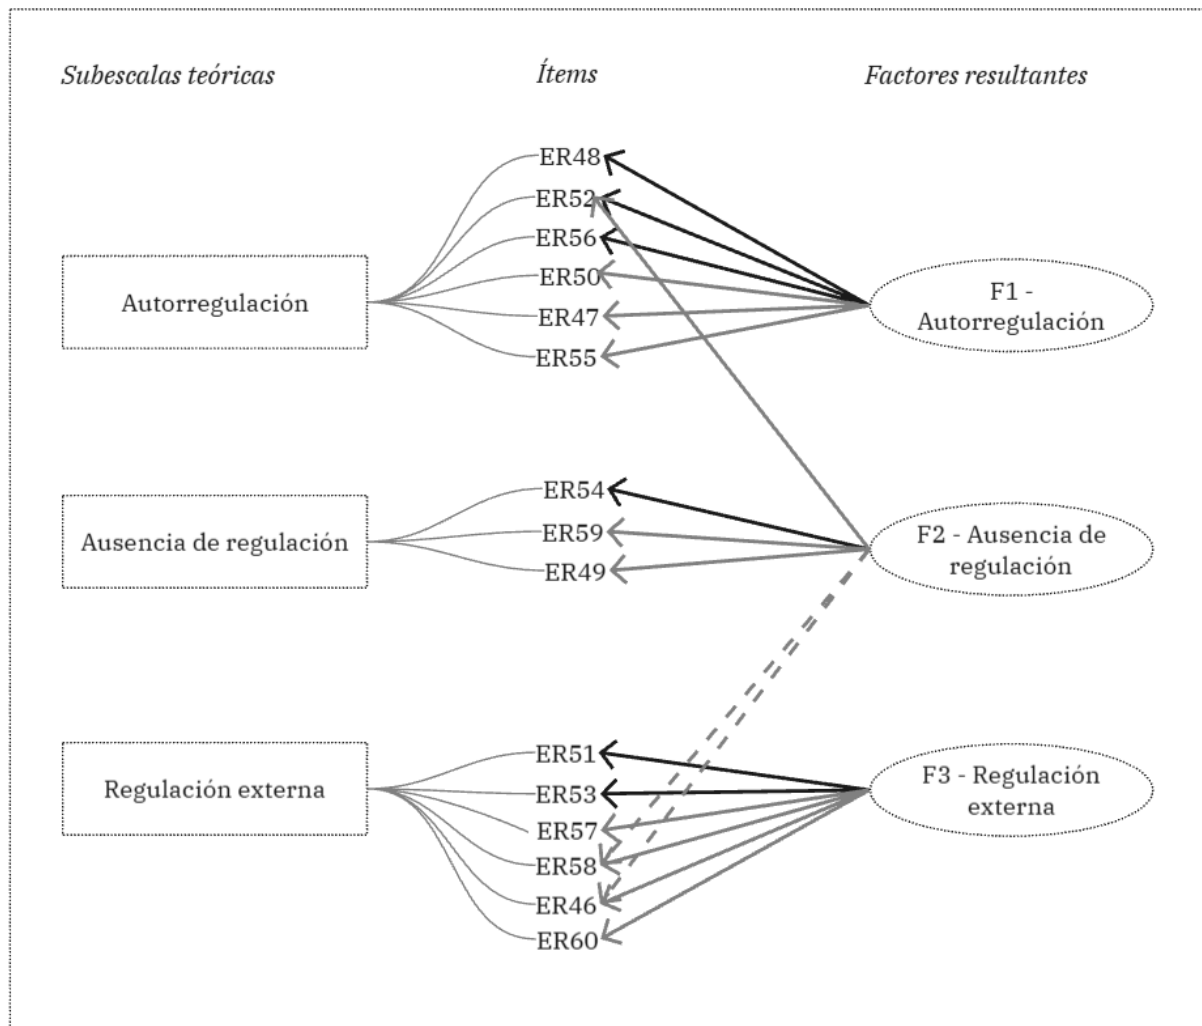 Subescalas teóricas
Ítems
Factores resultantes
ER48
ER52
ER56
ER50
ER47
ER55
Autorregulación
F1 -
Autorregulación
ER54
ER59
ER49
Ausencia de regulación
F2 - Ausencia de
regulación
ER51
ER53
ER57
ER58
ER46
ER60
Regulación externa
F3 - Regulación
externa